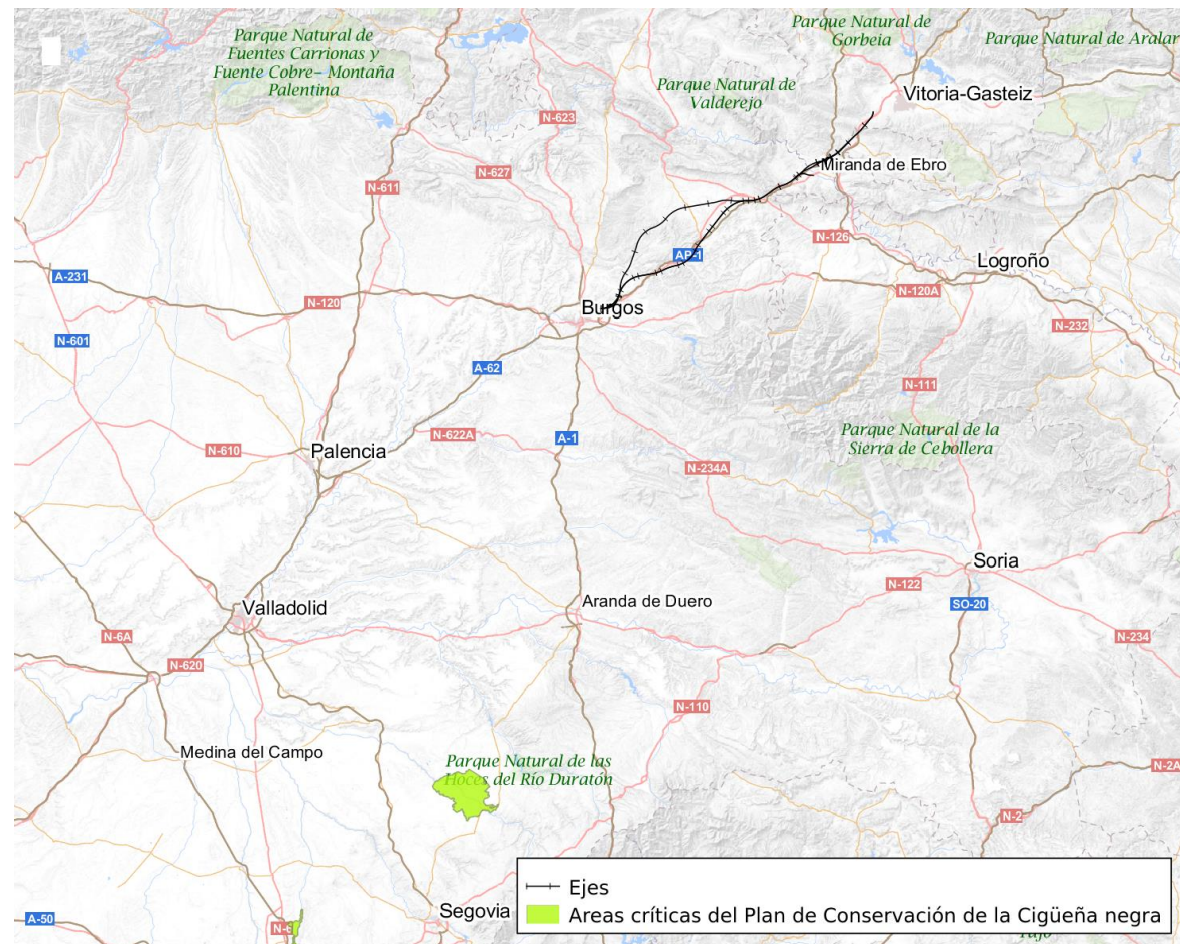 Parque Natural de
Gorbeia
Parque Natural de
Fuentes Carrionas y
Fuente Cobre- Montaña
Palentina
Parque Natural de Aralar
Parque Natural de
Valderejo
Vitoria-Gasteiz
N-623
Miranda de Ebro
N-627
N-611
N-126
AP-1
Logroño
A-231
N-120A
N-120
Burgos
N-232
N-601
A-62
N-111
Parque Natural de la
Sierra de Cebollera
N-622A
A-1
N-610
Palencia
N-234A
Soria
N-122
Aranda de Duero
SO-20
Valladolid
N-6A
N-234
N-620
N-110
Medina del Campo
Parque Natural de las
Hoces del Río Duratón
N-2A
N-2
Segovia
A-50
N-6
Ejes
Areas críticas del Plan de Conservación de la Cigüeña negra